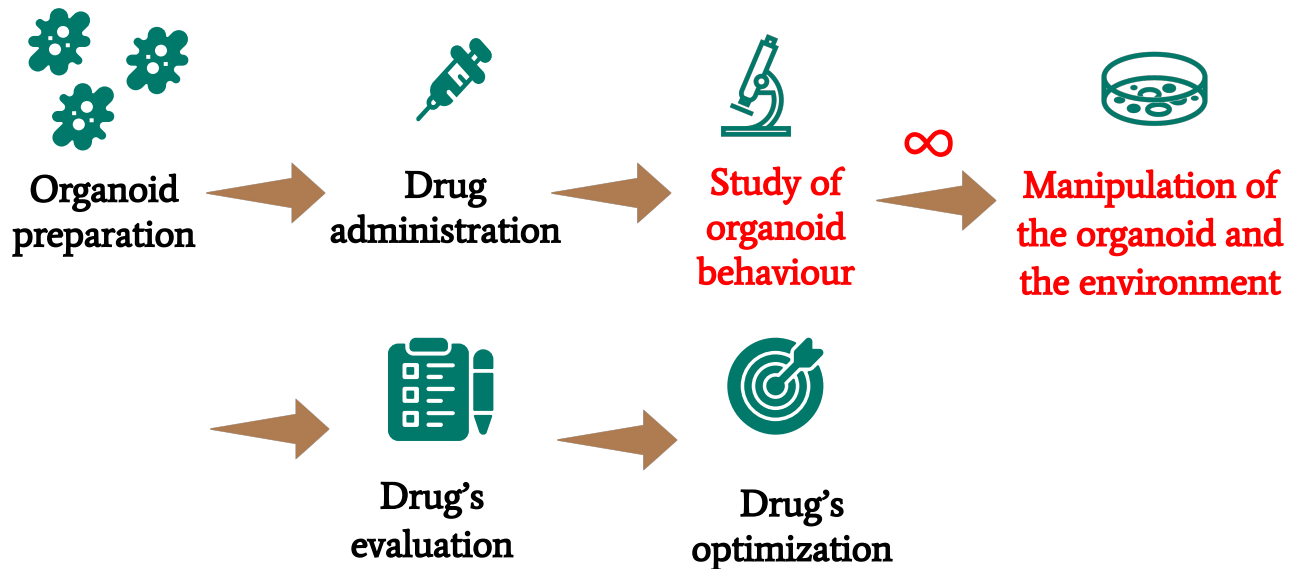 Organoid
preparation
Drug
administration
Study of
organoid
behaviour
∞
Manipulation of
the organoid and
the environment
Drug’s
evaluation
Drug’s
optimization